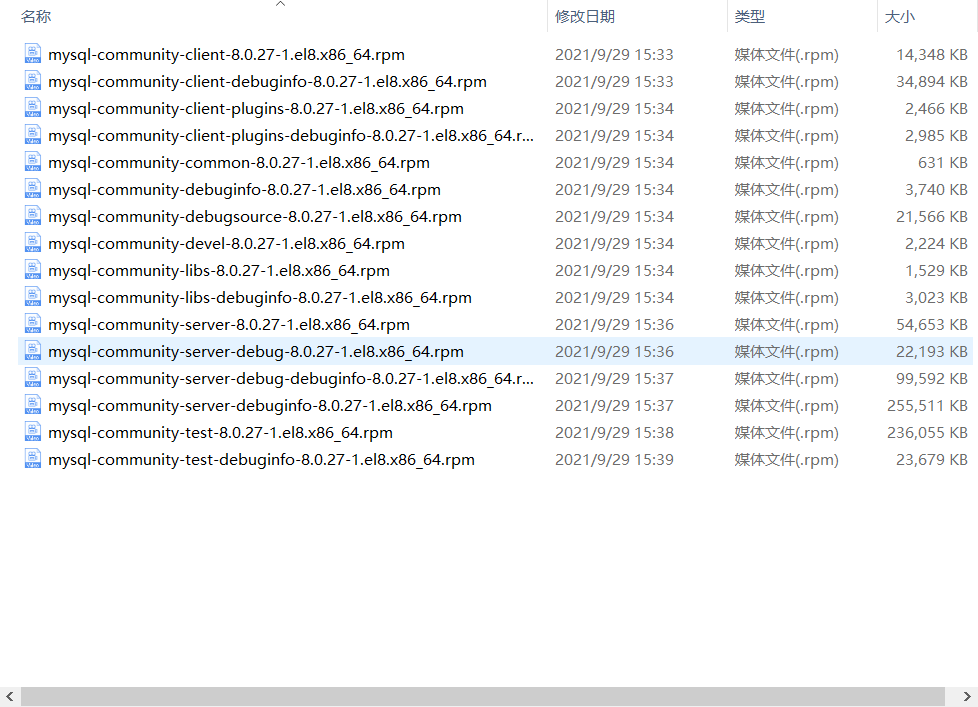 名称 修改日期 类型 大小
mysql-community-client-8.0.27-1.el8.x86_64.rpm 2021/9/29 15:33 媒体文件(.rpm) 14,348 KB
mysql-community-client-debuginfo-8.0.27-1.el8.x86_64.rpm 2021/9/29 15:33 媒体文件(.rpm) 34,894 KB
mysql-community-client-plugins-8.0.27-1.el8.x86_64.rpm 2021/9/29 15:34 媒体文件(.rpm) 2,466 KB
mysql-community-client-plugins-debuginfo-8.0.27-1.el8.x86_64.r... 2021/9/29 15:34 媒体文件(.rpm) 2,985 KB
mysql-community-common-8.0.27-1.el8.x86_64.rpm 2021/9/29 15:34 媒体文件(.rpm) 631 KB
mysql-community-debuginfo-8.0.27-1.el8.x86_64.rpm 2021/9/29 15:34 媒体文件(.rpm) 3,740 KB
mysql-community-debugsource-8.0.27-1.el8.x86_64.rpm 2021/9/29 15:34 媒体文件(.rpm) 21,566 KB
mysql-community-devel-8.0.27-1.el8.x86_64.rpm 2021/9/29 15:34 媒体文件(.rpm) 2,224 KB
mysql-community-libs-8.0.27-1.el8.x86_64.rpm 2021/9/29 15:34 媒体文件(.rpm) 1,529 KB
mysql-community-libs-debuginfo-8.0.27-1.el8.x86_64.rpm 2021/9/29 15:34 媒体文件(.rpm) 3,023 KB
mysql-community-server-8.0.27-1.el8.x86_64.rpm 2021/9/29 15:36 媒体文件(.rpm) 54,653 KB
mysql-community-server-debug-8.0.27-1.el8.x86_64.rpm 2021/9/29 15:36 媒体文件(.rpm) 22,193 KB
mysql-community-server-debug-debuginfo-8.0.27-1.el8.x86_64.r... 2021/9/29 15:37 媒体文件(.rpm) 99,592 KB
mysql-community-server-debuginfo-8.0.27-1.el8.x86_64.rpm 2021/9/29 15:37 媒体文件(.rpm) 255,511 KB
mysql-community-test-8.0.27-1.el8.x86_64.rpm 2021/9/29 15:38 媒体文件(.rpm) 236,055 KB
mysql-community-test-debuginfo-8.0.27-1.el8.x86_64.rpm 2021/9/29 15:39 媒体文件(.rpm) 23,679 KB